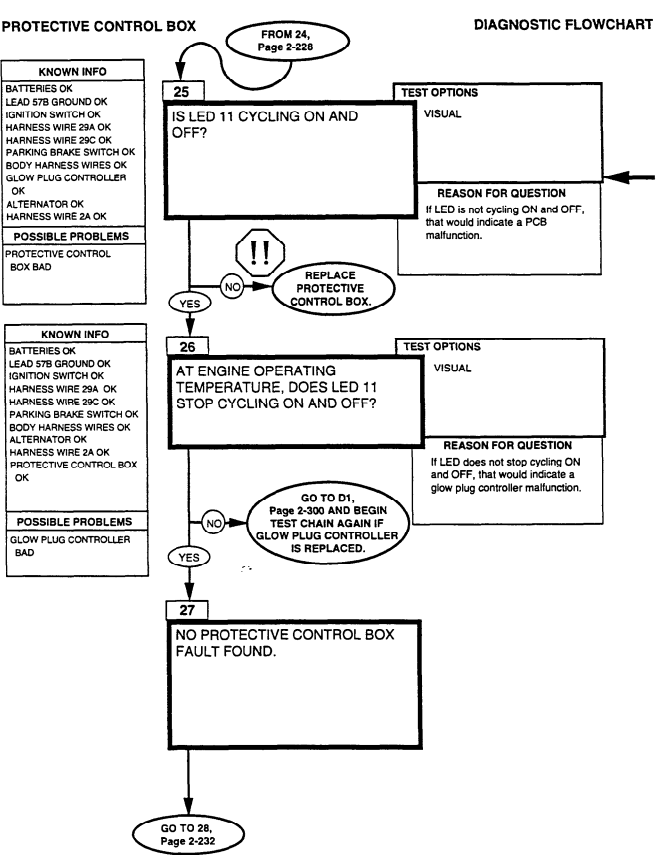 PROTECTIVE CONTROL BOX
DIAGNOSTIC FLOWCHART
FROM 24,
Page 2-228
KNOWN INFO
BATTERIES OK
LEAD 57B GROUND OK
IGNITION SWITCH OK
HARNESS WIRE 29A OK
HARNESS WIRE 29C OK
PARKING BRAKE SWITCH OK
BODY HARNESS WIRES OK
GLOW PLUG CONTROLLER
OK
ALTERNATOR OK
HARNESS WIRE 2A OK
POSSIBLE PROBLEMS
PROTECTIVE CONTROL
BOX BAD
25
IS LED 11 CYCLING ON AND
OFF?
TEST OPTIONS
VISUAL
REASON FOR QUESTION
If LED is not cycling ON and OFF,
that would indicate a PCB
malfunction.
!!
NO
REPLACE
PROTECTIVE
CONTROL BOX.
YES
KNOWN INFO
BATTERIES OK
LEAD 57B GROUND OK
IGNITION SWITCH OK
HARNESS WIRE 29A OK
HARNESS WIRE 29C OK
PARKING BRAKE SWITCH OK
BODY HARNESS WIRES OK
ALTERNATOR OK
HARNESS WIRE 2A OK
PROTECTIVE CONTROL BOX
OK
POSSIBLE PROBLEMS
GLOW PLUG CONTROLLER
BAD
26
AT ENGINE OPERATING
TEMPERATURE, DOES LED 11
STOP CYCLING ON AND OFF?
TEST OPTIONS
VISUAL
REASON FOR QUESTION
If LED does not stop cycling ON
and OFF, that would indicate a
glow plug controller malfunction.
NO
GO TO D1,
Page 2-300 AND BEGIN
TEST CHAIN AGAIN IF
GLOW PLUG CONTROLLER
IS REPLACED.
YES
27
NO PROTECTIVE CONTROL BOX
FAULT FOUND.
GO TO 28,
Page 2-232